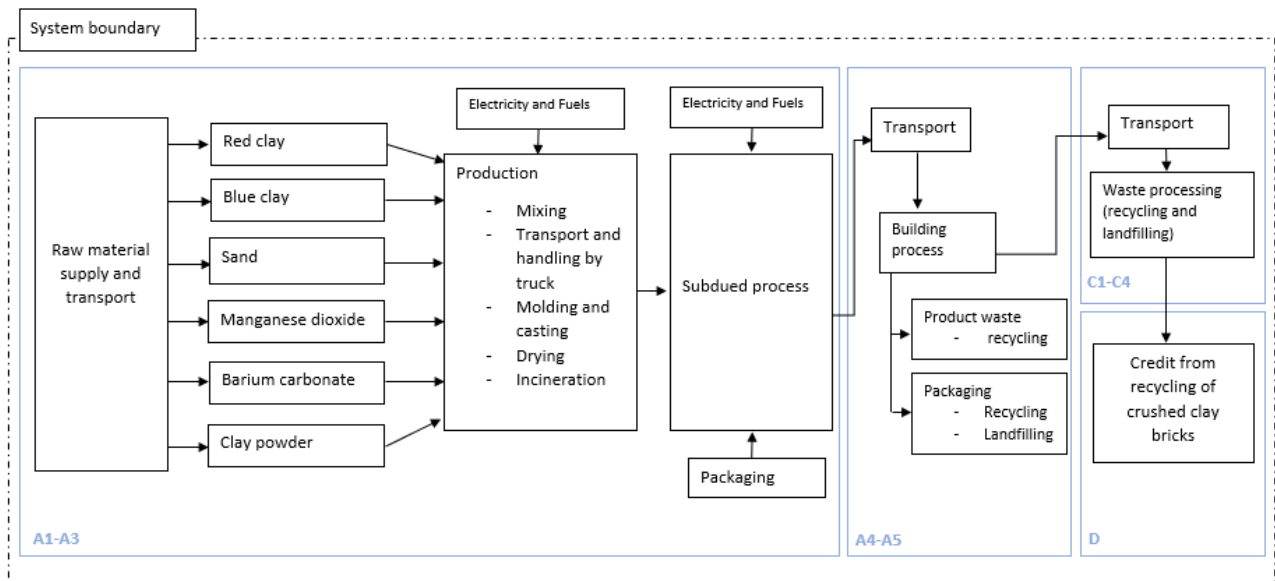 System boundary
Raw material
supply and
transport
Red clay
Blue clay
Sand
Manganese dioxide
Barium carbonate
Clay powder
Electricity and Fuels
Production
- Mixing
- Transport and
handling by
truck
- Molding and
casting
- Drying
- Incineration
Electricity and Fuels
Subdued process
Packaging
A1-A3
Transport
Building
process
Product waste
- recycling
Packaging
- Recycling
- Landfilling
A4-A5
Transport
Waste processing
(recycling and
landfilling)
C1-C4
Credit from
recycling of
crushed clay
bricks
D